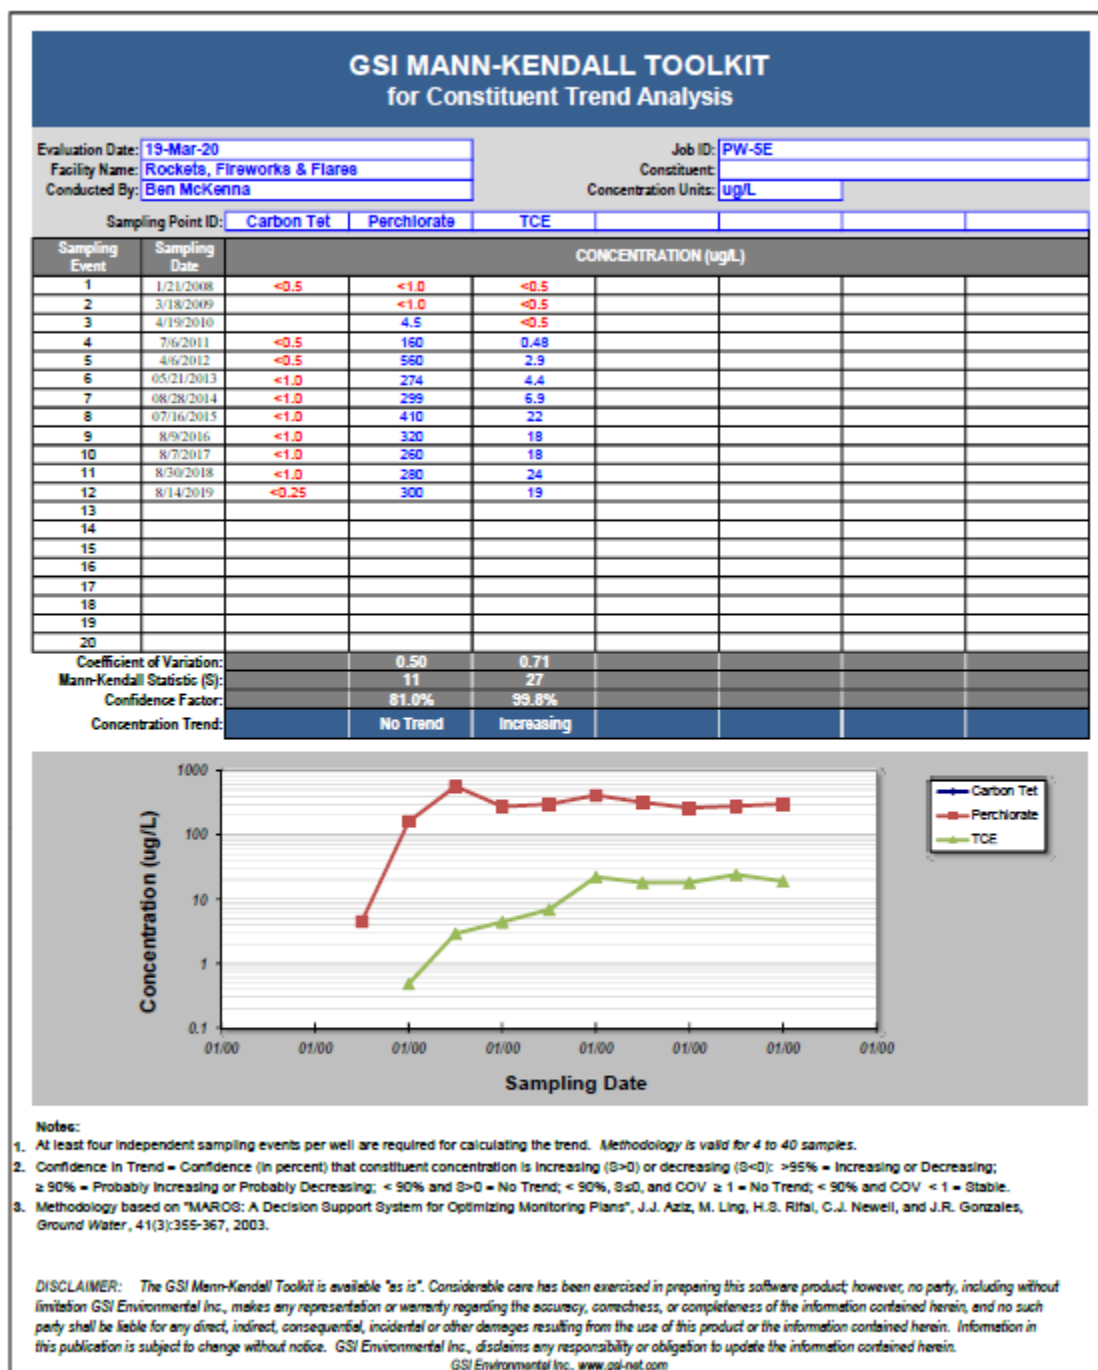 GSI MANN-KENDALL TOOLKIT
for Constituent Trend Analysis
Evaluation Date: 19-Mar-20 Job ID: PW-5E
Facility Name: Rockets, Fireworks & Flares Constituent:
Conducted By: Ben McKenna Concentration Units: ug/L
Sampling Point ID: Carbon Tet Perchlorate TCE
Sampling Event Sampling Date CONCENTRATION (ug/L)
1 1/21/2008 <0.5 <1.0 <0.5
2 3/18/2009 <1.0 <0.5
3 4/19/2010 4.5 <0.5
4 7/6/2011 <0.5 160 0.48
5 4/6/2012 <0.5 560 2.9
6 05/21/2013 <1.0 274 4.4
7 08/28/2014 <1.0 299 6.9
8 07/16/2015 <1.0 410 22
9 8/9/2016 <1.0 320 18
10 8/7/2017 <1.0 260 18
11 8/30/2018 <1.0 280 24
12 8/14/2019 <0.25 300 19
13
14
15
16
17
18
19
20
Coefficient of Variation: 0.50 0.71
Mann-Kendall Statistic (S): 11 27
Confidence Factor: 81.0% 99.8%
Concentration Trend: No Trend Increasing
1000
100
10
1
0.1
Concentration (ug/L)
01/00 01/00 01/00 01/00 01/00 01/00 01/00 01/00
Sampling Date
Carbon Tet
Perchlorate
TCE
Notes:
1. At least four independent sampling events per well are required for calculating the trend. Methodology is valid for 4 to 40 samples.
2. Confidence in Trend = Confidence (in percent) that constituent concentration is increasing (S>0) or decreasing (S<0): >95% = Increasing or Decreasing;
≥ 90% = Probably Increasing or Probably Decreasing; < 90% and S>0 = No Trend; < 90%, S≤0, and COV ≥ 1 = No Trend; < 90% and COV < 1 = Stable.
3. Methodology based on "MAROS: A Decision Support System for Optimizing Monitoring Plans", J.J. Aziz, M. Ling, H.S. Rifai, C.J. Newell, and J.R. Gonzales,
Ground Water, 41(3):355-367, 2003.
DISCLAIMER: The GSI Mann-Kendall Toolkit is available "as is". Considerable care has been exercised in preparing this software product; however, no party, including without
limitation GSI Environmental Inc., makes any representation or warranty regarding the accuracy, correctness, or completeness of the information contained herein, and no such
party shall be liable for any direct, indirect, consequential, incidental or other damages resulting from the use of this product or the information contained herein. Information in
this publication is subject to change without notice. GSI Environmental Inc., disclaims any responsibility or obligation to update the information contained herein.
GSI Environmental Inc., www.gsi-net.com